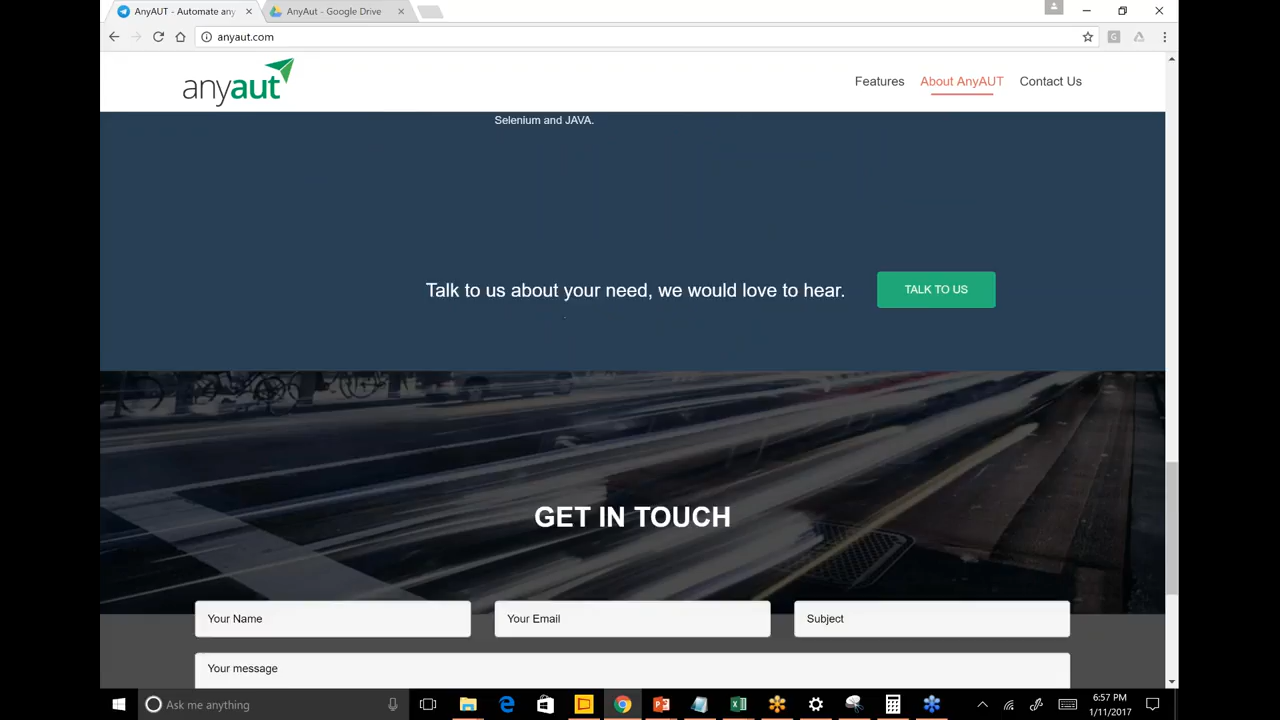 AnyAUT - Automate any
AnyAut - Google Drive
anyaut.com
anyaut
Features
About AnyAUT
Contact Us
Selenium and JAVA.
Talk to us about your need, we would love to hear.
TALK TO US
GET IN TOUCH
Your Name
Your Email
Subject
Your message
Ask me anything
6:57 PM
1/11/2017